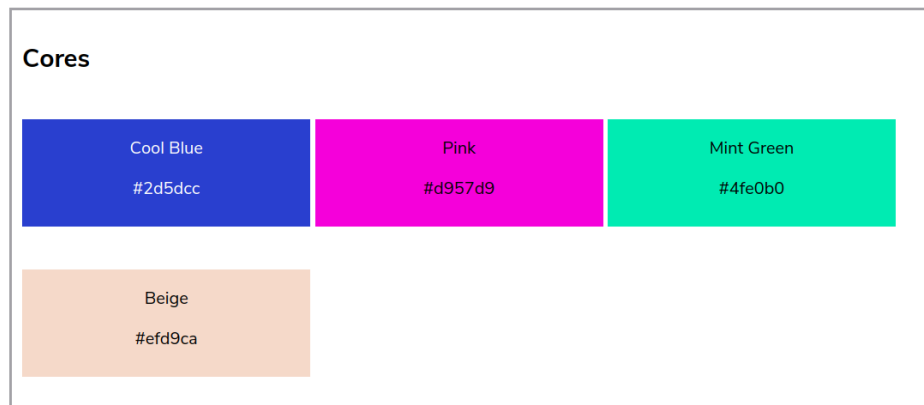 Cores
Cool Blue
#2d5dcc
Pink
#d957d9
Mint Green
#4fe0b0
Beige
#efd9ca